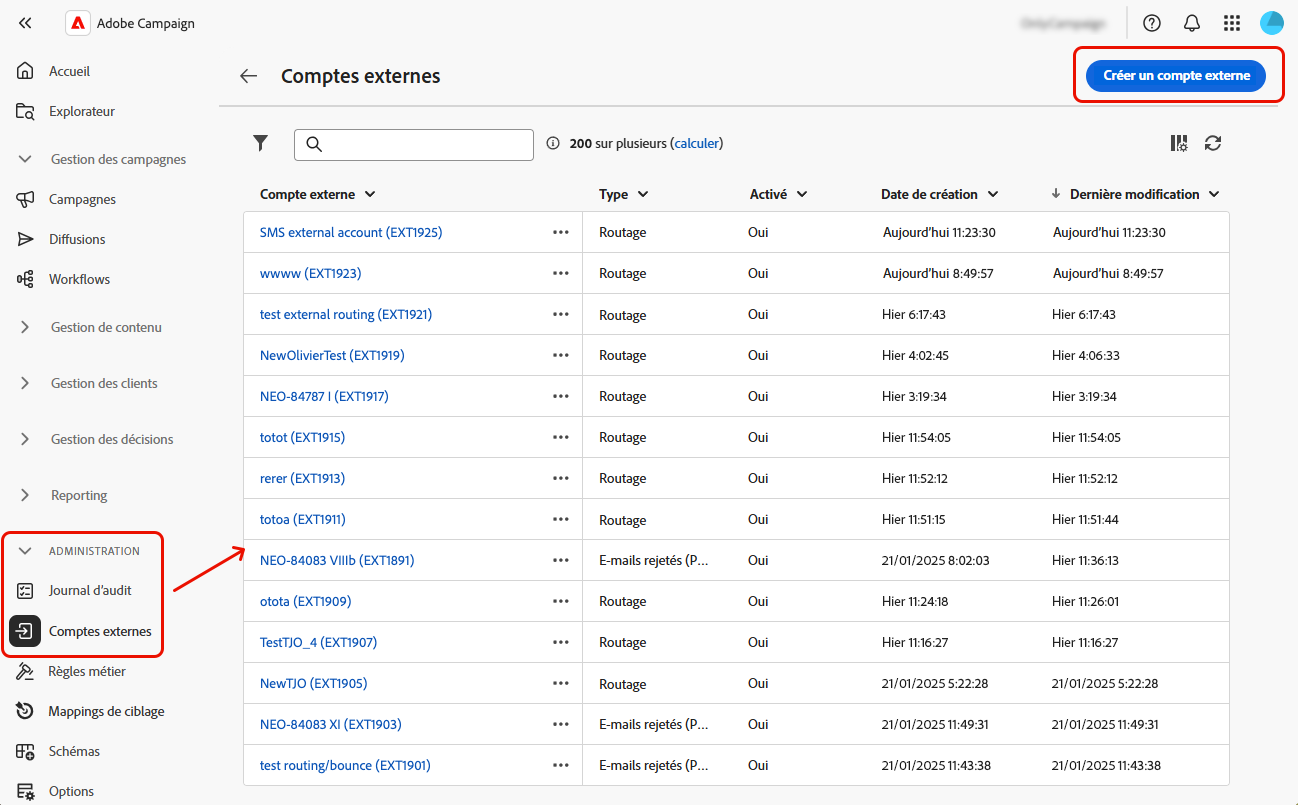 Adobe Campaign
Accueil
Explorateur
Gestion des campagnes
Campagnes
Diffusions
Workflows
Gestion de contenu
Gestion des clients
Gestion des décisions
Reporting
ADMINISTRATION
Journal d'audit
Comptes externes
Règles métier
Mappings de ciblage
Schémas
Options
Comptes externes
Créer un compte externe
200 sur plusieurs (calculer)
Compte externe Type Activé Date de création Dernière modification
SMS external account (EXT1925) Routage Oui Aujourd'hui 11:23:30 Aujourd'hui 11:23:30
wwww (EXT1923) Routage Oui Aujourd'hui 8:49:57 Aujourd'hui 8:49:57
test external routing (EXT1921) Routage Oui Hier 6:17:43 Hier 6:17:43
NewOlivierTest (EXT1919) Routage Oui Hier 4:02:45 Hier 4:06:33
NEO-84787 I (EXT1917) Routage Oui Hier 3:19:34 Hier 3:19:34
totot (EXT1915) Routage Oui Hier 11:54:05 Hier 11:54:05
rerer (EXT1913) Routage Oui Hier 11:52:12 Hier 11:52:12
totoa (EXT1911) Routage Oui Hier 11:51:15 Hier 11:51:44
NEO-84083 VIIIb (EXT1891) E-mails rejetés (P... Oui 21/01/2025 8:02:03 Hier 11:36:13
otota (EXT1909) Routage Oui Hier 11:24:18 Hier 11:26:01
TestTJO_4 (EXT1907) Routage Oui Hier 11:16:27 Hier 11:16:27
NewTJO (EXT1905) Routage Oui 21/01/2025 5:22:28 21/01/2025 5:22:28
NEO-84083 XI (EXT1903) E-mails rejetés (P... Oui 21/01/2025 11:49:31 21/01/2025 11:49:31
test routing/bounce (EXT1901) E-mails rejetés (P... Oui 21/01/2025 11:43:38 21/01/2025 11:43:38